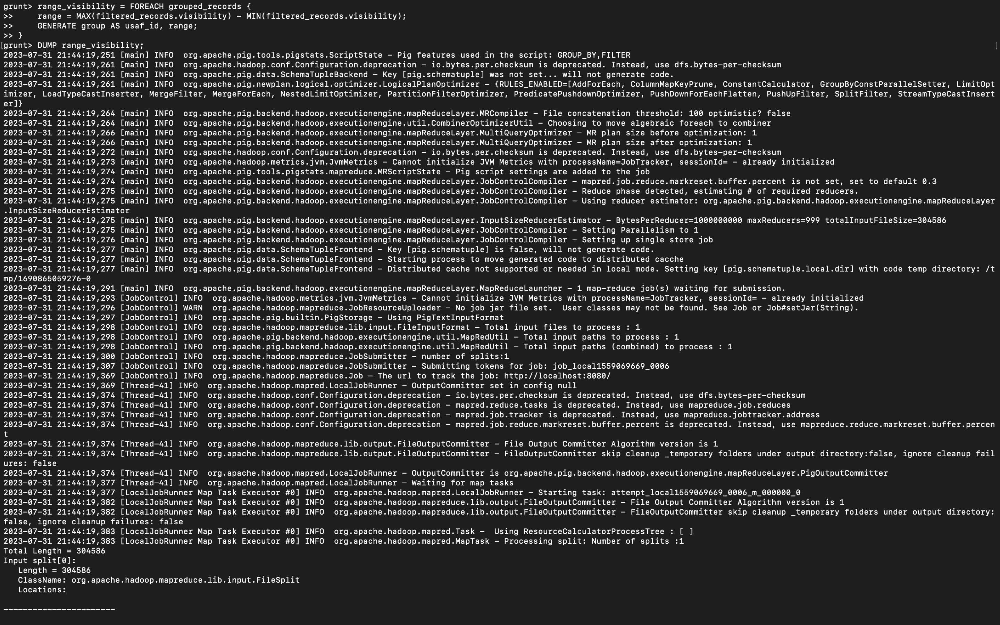 grunt> range_visibility = FOREACH grouped_records {
>>     range = MAX(filtered_records.visibility) - MIN(filtered_records.visibility);
>>     GENERATE group AS usaf_id, range;
>> }
[grunt> DUMP range_visibility; ]
2023-07-31 21:44:19,251 [main] INFO  org.apache.pig.tools.pigstats.ScriptState - Pig features used in the script: GROUP_BY,FILTER
2023-07-31 21:44:19,261 [main] INFO  org.apache.hadoop.conf.Configuration.deprecation - io.bytes.per.checksum is deprecated. Instead, use dfs.bytes-per-checksum
2023-07-31 21:44:19,261 [main] INFO  org.apache.pig.data.SchemaTupleBackend - Key [pig.schematuple] was not set... will not generate code.
2023-07-31 21:44:19,261 [main] INFO  org.apache.pig.newplan.logical.optimizer.LogicalPlanOptimizer - {RULES_ENABLED=[AddForEach, ColumnMapKeyPrune, ConstantCalculator, GroupByConstParallelSetter, LimitOpt
imizer, LoadTypeCastInserter, MergeFilter, MergeForEach, NestedLimitOptimizer, PartitionFilterOptimizer, PredicatePushdownOptimizer, PushDownForEachFlatten, PushUpFilter, SplitFilter, StreamTypeCastInsert
er]}
2023-07-31 21:44:19,264 [main] INFO  org.apache.pig.backend.hadoop.executionengine.mapReduceLayer.MRCompiler - File concatenation threshold: 100 optimistic? false
2023-07-31 21:44:19,264 [main] INFO  org.apache.pig.backend.hadoop.executionengine.util.CombinerOptimizerUtil - Choosing to move algebraic foreach to combiner
2023-07-31 21:44:19,266 [main] INFO  org.apache.pig.backend.hadoop.executionengine.mapReduceLayer.MultiQueryOptimizer - MR plan size before optimization: 1
2023-07-31 21:44:19,266 [main] INFO  org.apache.pig.backend.hadoop.executionengine.mapReduceLayer.MultiQueryOptimizer - MR plan size after optimization: 1
2023-07-31 21:44:19,272 [main] INFO  org.apache.hadoop.conf.Configuration.deprecation - io.bytes.per.checksum is deprecated. Instead, use dfs.bytes-per-checksum
2023-07-31 21:44:19,273 [main] INFO  org.apache.hadoop.metrics.jvm.JvmMetrics - Cannot initialize JVM Metrics with processName=JobTracker, sessionId= - already initialized
2023-07-31 21:44:19,274 [main] INFO  org.apache.pig.tools.pigstats.mapreduce.MRScriptState - Pig script settings are added to the job
2023-07-31 21:44:19,274 [main] INFO  org.apache.pig.backend.hadoop.executionengine.mapReduceLayer.JobControlCompiler - mapred.job.reduce.markreset.buffer.percent is not set, set to default 0.3
2023-07-31 21:44:19,275 [main] INFO  org.apache.pig.backend.hadoop.executionengine.mapReduceLayer.JobControlCompiler - Reduce phase detected, estimating # of required reducers.
2023-07-31 21:44:19,275 [main] INFO  org.apache.pig.backend.hadoop.executionengine.mapReduceLayer.JobControlCompiler - Using reducer estimator: org.apache.pig.backend.hadoop.executionengine.mapReduceLayer
.InputSizeReducerEstimator
2023-07-31 21:44:19,275 [main] INFO  org.apache.pig.backend.hadoop.executionengine.mapReduceLayer.InputSizeReducerEstimator - BytesPerReducer=1000000000 maxReducers=999 totalInputFileSize=304586
2023-07-31 21:44:19,275 [main] INFO  org.apache.pig.backend.hadoop.executionengine.mapReduceLayer.JobControlCompiler - Setting Parallelism to 1
2023-07-31 21:44:19,276 [main] INFO  org.apache.pig.backend.hadoop.executionengine.mapReduceLayer.JobControlCompiler - Setting up single store job
2023-07-31 21:44:19,277 [main] INFO  org.apache.pig.data.SchemaTupleFrontend - Key [pig.schematuple] is false, will not generate code.
2023-07-31 21:44:19,277 [main] INFO  org.apache.pig.data.SchemaTupleFrontend - Starting process to move generated code to distributed cacche
2023-07-31 21:44:19,277 [main] INFO  org.apache.pig.data.SchemaTupleFrontend - Distributed cache not supported or needed in local mode. Setting key [pig.schematuple.local.dir] with code temp directory: /t
mp/1690865059276-0
2023-07-31 21:44:19,291 [main] INFO  org.apache.pig.backend.hadoop.executionengine.mapReduceLayer.MapReduceLauncher - 1 map-reduce job(s) waiting for submission.
2023-07-31 21:44:19,293 [JobControl] INFO  org.apache.hadoop.metrics.jvm.JvmMetrics - Cannot initialize JVM Metrics with processName=JobTracker, sessionId= - already initialized
2023-07-31 21:44:19,296 [JobControl] WARN  org.apache.hadoop.mapreduce.JobResourceUploader - No job jar file set.  User classes may not be found. See Job or Job#setJar(String).
2023-07-31 21:44:19,297 [JobControl] INFO  org.apache.pig.builtin.PigStorage - Using PigTextInputFormat
2023-07-31 21:44:19,298 [JobControl] INFO  org.apache.hadoop.mapreduce.lib.input.FileInputFormat - Total input files to process : 1
2023-07-31 21:44:19,298 [JobControl] INFO  org.apache.pig.backend.hadoop.executionengine.util.MapRedUtil - Total input paths to process : 1
2023-07-31 21:44:19,298 [JobControl] INFO  org.apache.pig.backend.hadoop.executionengine.util.MapRedUtil - Total input paths (combined) to process : 1
2023-07-31 21:44:19,300 [JobControl] INFO  org.apache.hadoop.mapreduce.JobSubmitter - number of splits:1
2023-07-31 21:44:19,307 [JobControl] INFO  org.apache.hadoop.mapreduce.JobSubmitter - Submitting tokens for job: job_local1559069669_0006
2023-07-31 21:44:19,369 [JobControl] INFO  org.apache.hadoop.mapreduce.Job - The url to track the job: http://localhost:8080/
2023-07-31 21:44:19,369 [Thread-41] INFO  org.apache.hadoop.mapred.LocalJobRunner - OutputCommitter set in config null
2023-07-31 21:44:19,374 [Thread-41] INFO  org.apache.hadoop.conf.Configuration.deprecation - io.bytes.per.checksum is deprecated. Instead, use dfs.bytes-per-checksum
2023-07-31 21:44:19,374 [Thread-41] INFO  org.apache.hadoop.conf.Configuration.deprecation - mapred.reduce.tasks is deprecated. Instead, use mapreduce.job.reduces
2023-07-31 21:44:19,374 [Thread-41] INFO  org.apache.hadoop.conf.Configuration.deprecation - mapred.job.tracker is deprecated. Instead, use mapreduce.jobtracker.address
2023-07-31 21:44:19,374 [Thread-41] INFO  org.apache.hadoop.conf.Configuration.deprecation - mapred.job.reduce.markreset.buffer.percent is deprecated. Instead, use mapreduce.reduce.markreset.buffer.percen
t
2023-07-31 21:44:19,374 [Thread-41] INFO  org.apache.hadoop.mapreduce.lib.output.FileOutputCommitter - File Output Committer Algorithm version is 1
2023-07-31 21:44:19,374 [Thread-41] INFO  org.apache.hadoop.mapreduce.lib.output.FileOutputCommitter - FileOutputCommitter skip cleanup _temporary folders under output directory:false, ignore cleanup fail
ures: false
2023-07-31 21:44:19,374 [Thread-41] INFO  org.apache.hadoop.mapred.LocalJobRunner - OutputCommitter is org.apache.pig.backend.hadoop.executionengine.mapReduceLayer.PigOutputCommitter
2023-07-31 21:44:19,377 [Thread-41] INFO  org.apache.hadoop.mapred.LocalJobRunner - Waiting for map tasks
2023-07-31 21:44:19,377 [LocalJobRunner Map Task Executor #0] INFO  org.apache.hadoop.mapred.LocalJobRunner - Starting task: attempt_local1559069669_0006_m_000000_0
2023-07-31 21:44:19,382 [LocalJobRunner Map Task Executor #0] INFO  org.apache.hadoop.mapreduce.lib.output.FileOutputCommitter - File Output Committer Algorithm version is 1
2023-07-31 21:44:19,382 [LocalJobRunner Map Task Executor #0] INFO  org.apache.hadoop.mapreduce.lib.output.FileOutputCommitter - FileOutputCommitter skip cleanup _temporary folders under output directory:
false, ignore cleanup failures: false
2023-07-31 21:44:19,383 [LocalJobRunner Map Task Executor #0] INFO  org.apache.hadoop.mapred.Task -  Using ResourceCalculatorProcessTree : [ ]
2023-07-31 21:44:19,383 [LocalJobRunner Map Task Executor #0] INFO  org.apache.hadoop.mapred.MapTask - Processing split: Number of splits :1
Total Length = 304586
Input split[0]:
   Length = 304586
   ClassName: org.apache.hadoop.mapreduce.lib.input.FileSplit
   Locations:
-----------------------